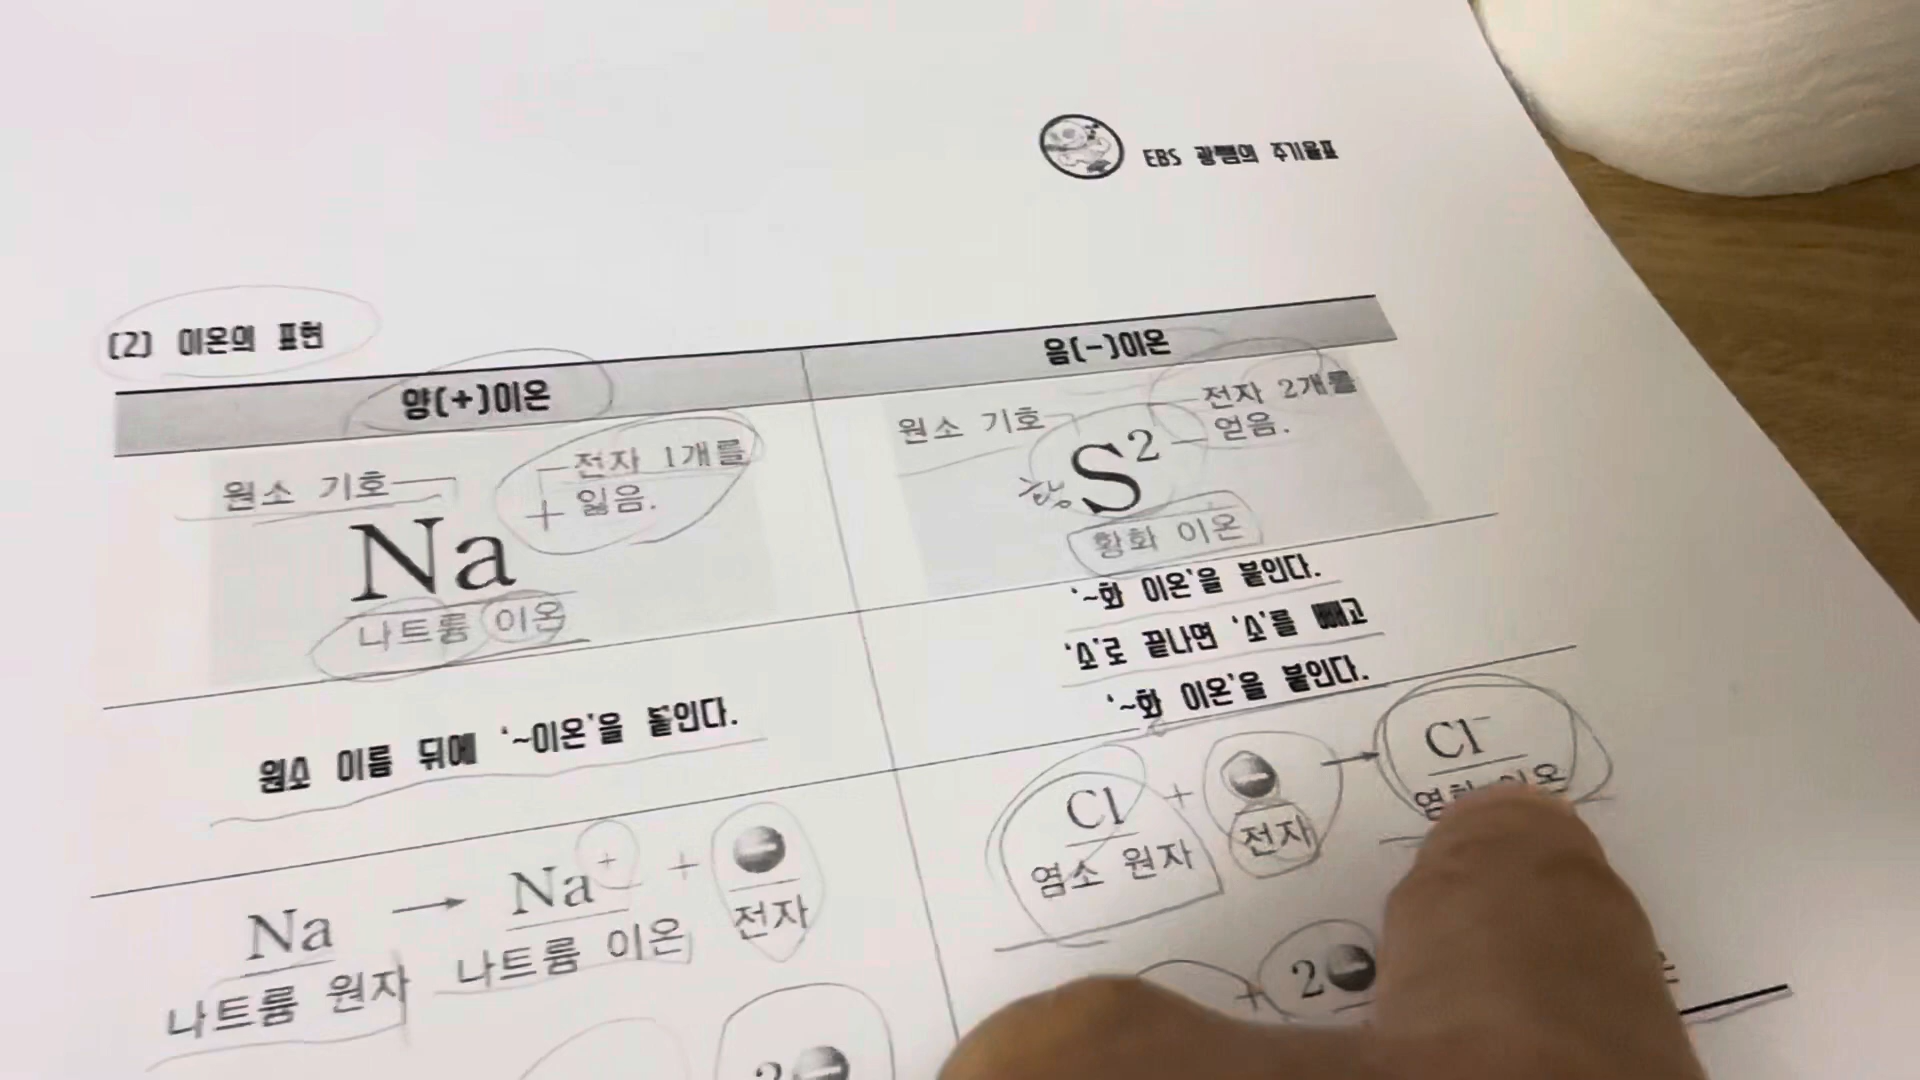 EBS 광쌤의 주기율표
(2) 이온의 표현
양(+)이온
음(-)이온
원소 기호
전자 1개를
+ 잃음.
Na
나트륨 이온
원소 기호
전자 2개를
얻음.
S2-
황
황화 이온
원소 이름 뒤에 '~이온'을 붙인다.
'~화 이온'을 붙인다.
'소'로 끝나면 '소'를 빼고
'~화 이온'을 붙인다.
Na → Na+ + -
나트륨 원자 나트륨 이온 전자
Cl + - → Cl-
염소 원자 전자
2 -
+ 2 -